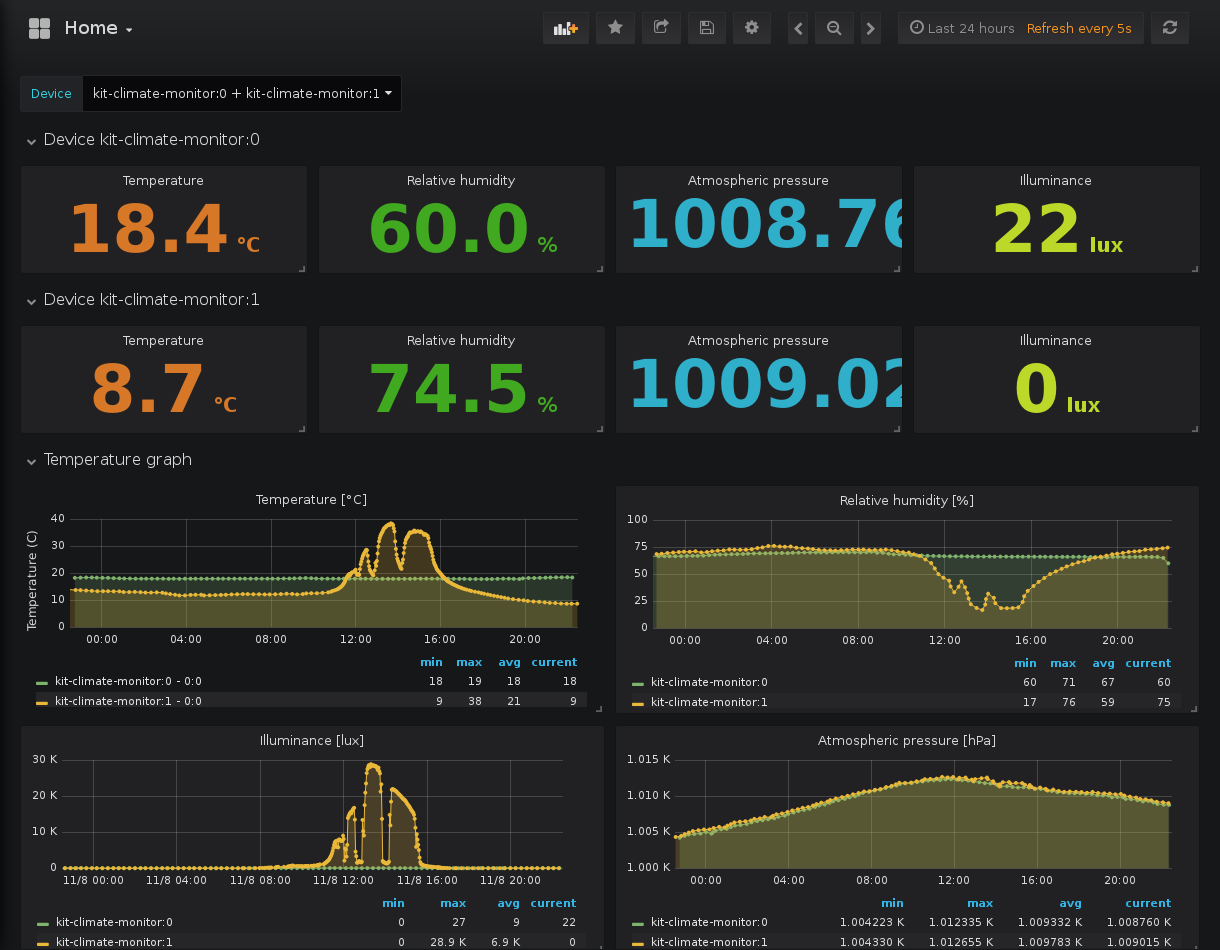 Home
Last 24 hours Refresh every 5s
Device kit-climate-monitor:0 + kit-climate-monitor:1
Device kit-climate-monitor:0
Temperature Relative humidity Atmospheric pressure Illuminance
18.4 °C 60.0 % 1008.76 22 lux
Device kit-climate-monitor:1
Temperature Relative humidity Atmospheric pressure Illuminance
8.7 °C 74.5 % 1009.02 0 lux
Temperature graph
Temperature [°C]
Temperature (C)
40
30
20
10
0
00:00 04:00 08:00 12:00 16:00 20:00
min max avg current
kit-climate-monitor:0 - 0:0 18 19 18 18
kit-climate-monitor:1 - 0:0 9 38 21 9
Relative humidity [%]
100
75
50
25
0
00:00 04:00 08:00 12:00 16:00 20:00
min max avg current
kit-climate-monitor:0 60 71 67 60
kit-climate-monitor:1 17 76 59 75
Illuminance [lux]
30 K
20 K
10 K
0
11/8 00:00 11/8 04:00 11/8 08:00 11/8 12:00 11/8 16:00 11/8 20:00
min max avg current
kit-climate-monitor:0 0 27 9 22
kit-climate-monitor:1 0 28.9 K 6.9 K 0
Atmospheric pressure [hPa]
1.015 K
1.010 K
1.005 K
1.000 K
00:00 04:00 08:00 12:00 16:00 20:00
min max avg current
kit-climate-monitor:0 1.004223 K 1.012335 K 1.009332 K 1.008760 K
kit-climate-monitor:1 1.004330 K 1.012655 K 1.009783 K 1.009015 K